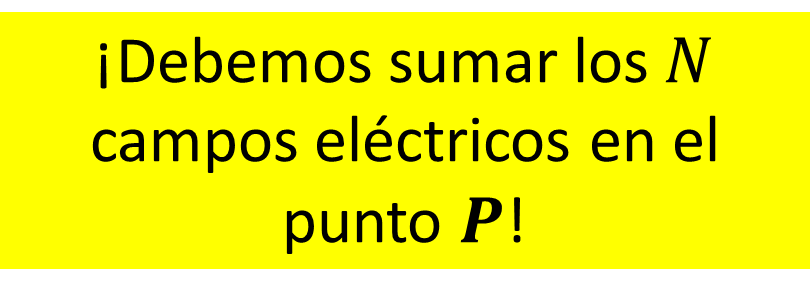 ¡Debemos sumar los N
campos eléctricos en el
punto P!